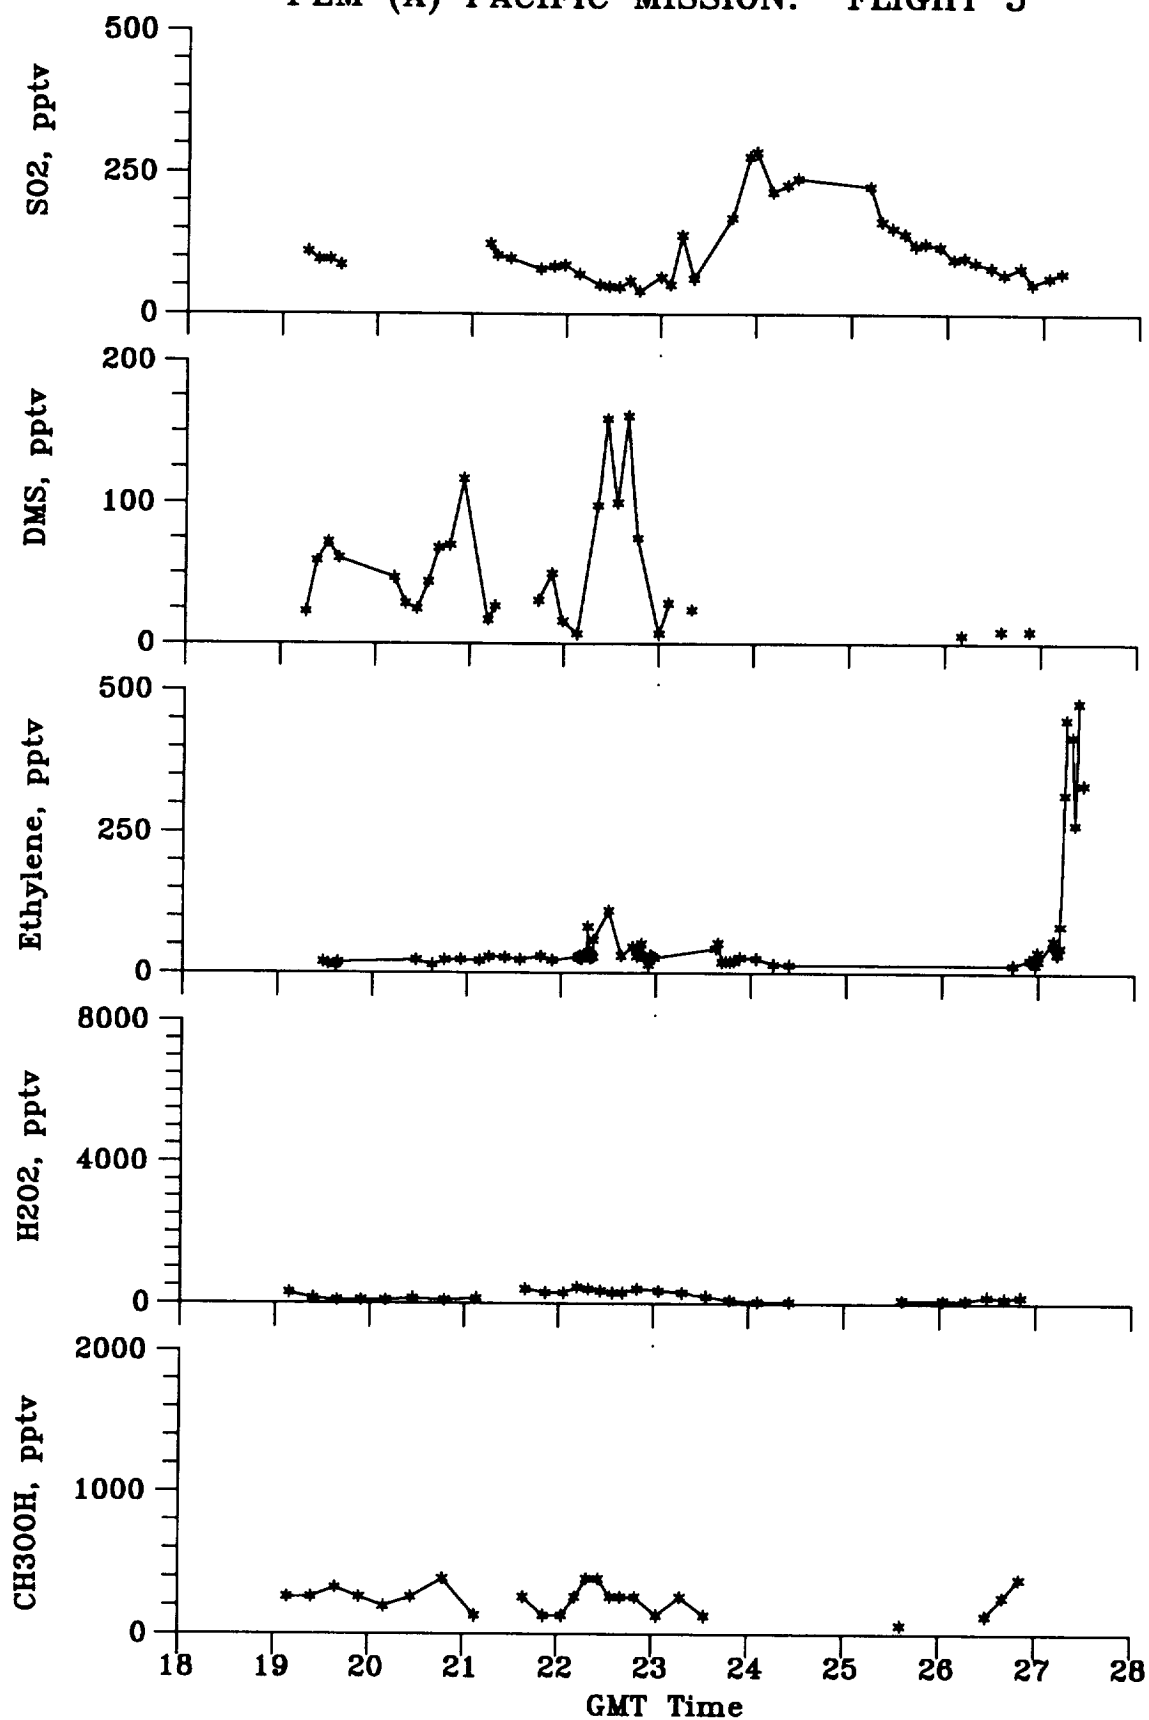 PEM (A) PACIFIC MISSION: FLIGHT 5
500
250
0
SO2, pptv
200
100
0
DMS, pptv
500
250
0
Ethylene, pptv
8000
4000
0
H2O2, pptv
2000
1000
0
CH3OOH, pptv
18 19 20 21 22 23 24 25 26 27 28
GMT Time